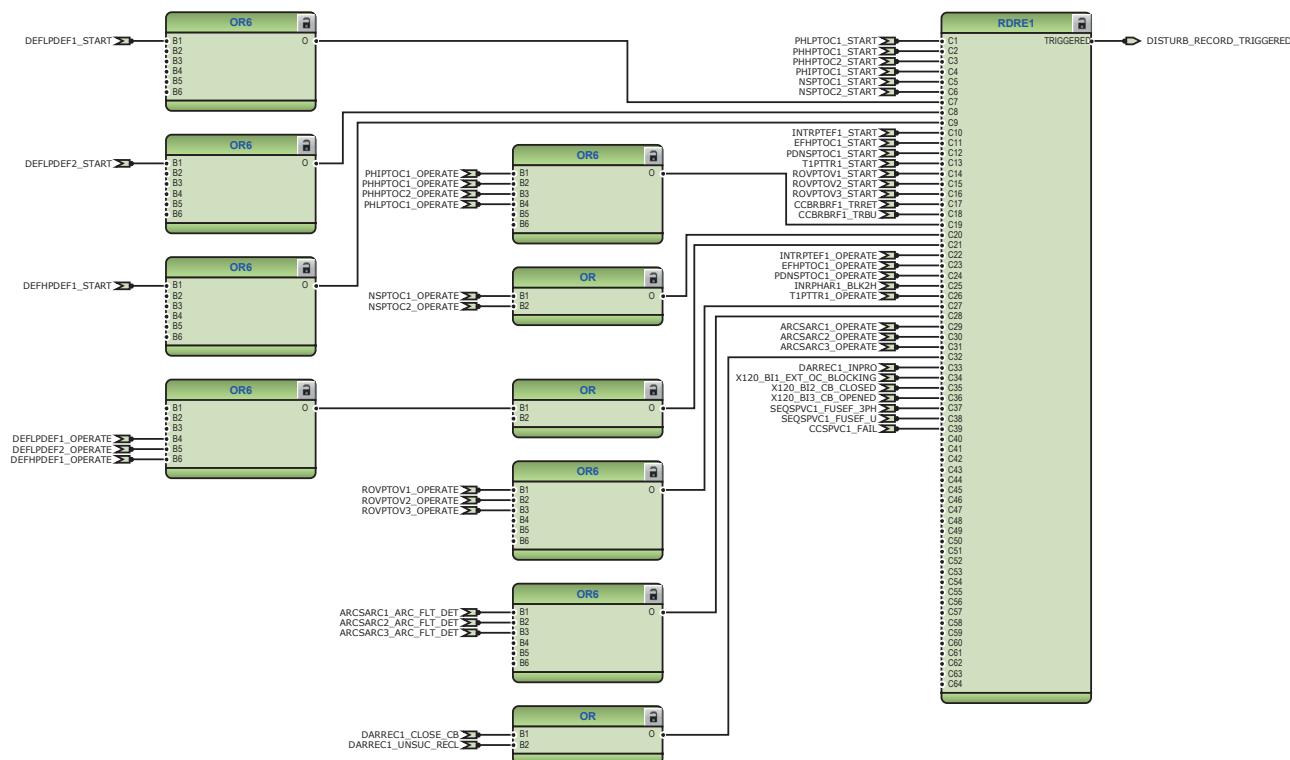 OR6
DEFLPDEF1_START
B1
B2
B3
B4
B5
B6
O
OR6
DEFLPDEF2_START
B1
B2
B3
B4
B5
B6
O
OR6
DEFHPDEF1_START
B1
B2
B3
B4
B5
B6
O
OR6
B1
B2
B3
DEFLPDEF1_OPERATE B4
DEFLPDEF2_OPERATE B5
DEFHPDEF1_OPERATE B6
O
OR6
PHIPTOC1_OPERATE B1
PHHPTOC1_OPERATE B2
PHHPTOC2_OPERATE B3
PHLPTOC1_OPERATE B4
B5
B6
O
OR
NSPTOC1_OPERATE B1
NSPTOC2_OPERATE B2
O
OR
B1
B2
O
OR6
ROVPTOV1_OPERATE B1
ROVPTOV2_OPERATE B2
ROVPTOV3_OPERATE B3
B4
B5
B6
O
OR6
ARCSARC1_ARC_FLT_DET B1
ARCSARC2_ARC_FLT_DET B2
ARCSARC3_ARC_FLT_DET B3
B4
B5
B6
O
OR
DARREC1_CLOSE_CB B1
DARREC1_UNSUC_RECL B2
O
RDRE1
PHLPTOC1_START C1
PHHPTOC1_START C2
PHHPTOC2_START C3
PHIPTOC1_START C4
NSPTOC1_START C5
NSPTOC2_START C6
C7
C8
C9
INTRPTEF1_START C10
EFHPTOC1_START C11
PDNSPTOC1_START C12
T1PTTR1_START C13
ROVPTOV1_START C14
ROVPTOV2_START C15
ROVPTOV3_START C16
CCBRBRF1_TRRET C17
CCBRBRF1_TRBU C18
C19
C20
C21
INTRPTEF1_OPERATE C22
EFHPTOC1_OPERATE C23
PDNSPTOC1_OPERATE C24
INRPHAR1_BLK2H C25
T1PTTR1_OPERATE C26
C27
C28
ARCSARC1_OPERATE C29
ARCSARC2_OPERATE C30
ARCSARC3_OPERATE C31
C32
DARREC1_INPRO C33
X120_BI1_EXT_OC_BLOCKING C34
X120_BI2_CB_CLOSED C35
X120_BI3_CB_OPENED C36
SEQSPVC1_FUSEF_3PH C37
SEQSPVC1_FUSEF_U C38
CCSPVC1_FAIL C39
C40
C41
C42
C43
C44
C45
C46
C47
C48
C49
C50
C51
C52
C53
C54
C55
C56
C57
C58
C59
C60
C61
C62
C63
C64
TRIGGERED
DISTURB_RECORD_TRIGGERED